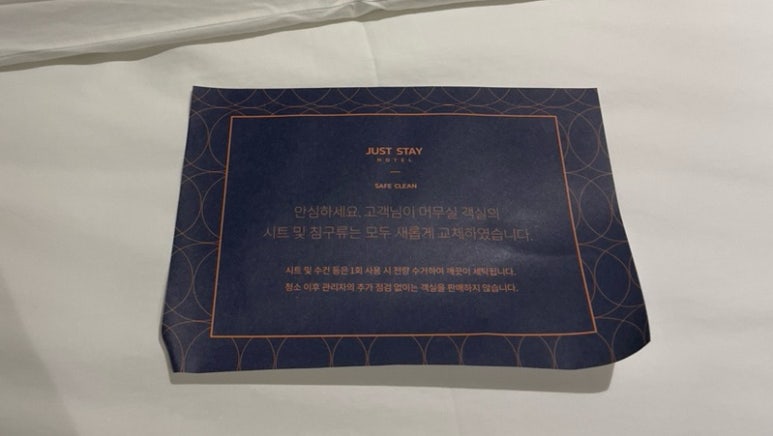 JUST STAY
HOTEL
SAFE CLEAN
안심하세요. 고객님이 머무실 객실의
시트 및 침구류는 모두 새롭게 교체하였습니다.
시트 및 수건 등은 1회 사용 시 전량 수거하여 깨끗이 세탁됩니다.
청소 이후 관리자의 추가 점검 없이는 객실을 판매하지 않습니다.